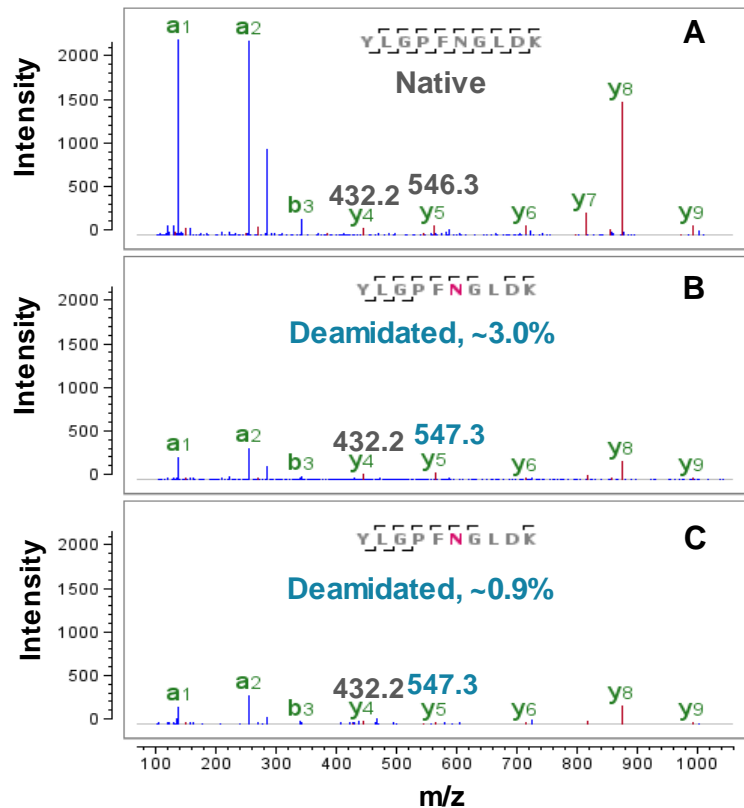 A
YLGPFNGLDK
Native
a1 a2
y8
432.2 546.3
b3 y4 y5 y6 y7 y9
Intensity
2000
1500
1000
500
0
B
YLGPFNGLDK
Deamidated, ~3.0%
432.2 547.3
a1 a2 b3 y4 y5 y6 y8 y9
Intensity
2000
1500
1000
500
0
C
YLGPFNGLDK
Deamidated, ~0.9%
432.2 547.3
a1 a2 b3 y4 y5 y6 y8 y9
Intensity
2000
1500
1000
500
0
100 200 300 400 500 600 700 800 900 1000
m/z